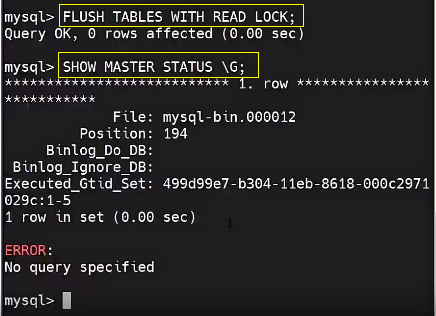 mysql> FLUSH TABLES WITH READ LOCK;
Query OK, 0 rows affected (0.00 sec)
mysql> SHOW MASTER STATUS \G;
*************************** 1. row ****************
***********
File: mysql-bin.000012
Position: 194
Binlog_Do_DB:
Binlog_Ignore_DB:
Executed_Gtid_Set: 499d99e7-b304-11eb-8618-000c2971
029c:1-5
1 row in set (0.00 sec)
ERROR:
No query specified
mysql>